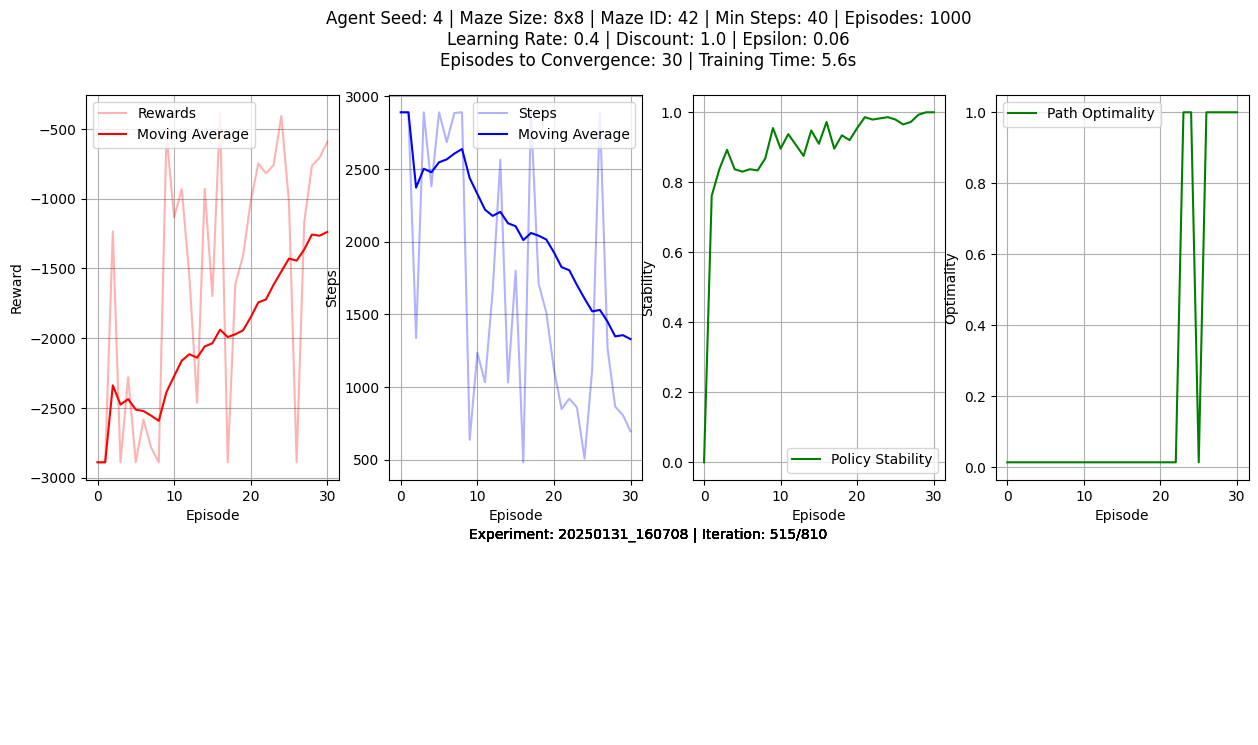 Agent Seed: 4 | Maze Size: 8x8 | Maze ID: 42 | Min Steps: 40 | Episodes: 1000
Learning Rate: 0.4 | Discount: 1.0 | Epsilon: 0.06
Episodes to Convergence: 30 | Training Time: 5.6s
Rewards
Moving Average
−500
−1000
−1500
−2000
−2500
−3000
0
10
20
30
Reward
Episode
Steps
Moving Average
3000
2500
2000
1500
1000
500
0
10
20
30
Steps
Episode
1.0
0.8
0.6
0.4
0.2
0.0
Policy Stability
0
10
20
30
Stability
Episode
Path Optimality
1.0
0.8
0.6
0.4
0.2
0.0
0
10
20
30
Optimality
Episode
Experiment: 20250131_160708 | Iteration: 515/810